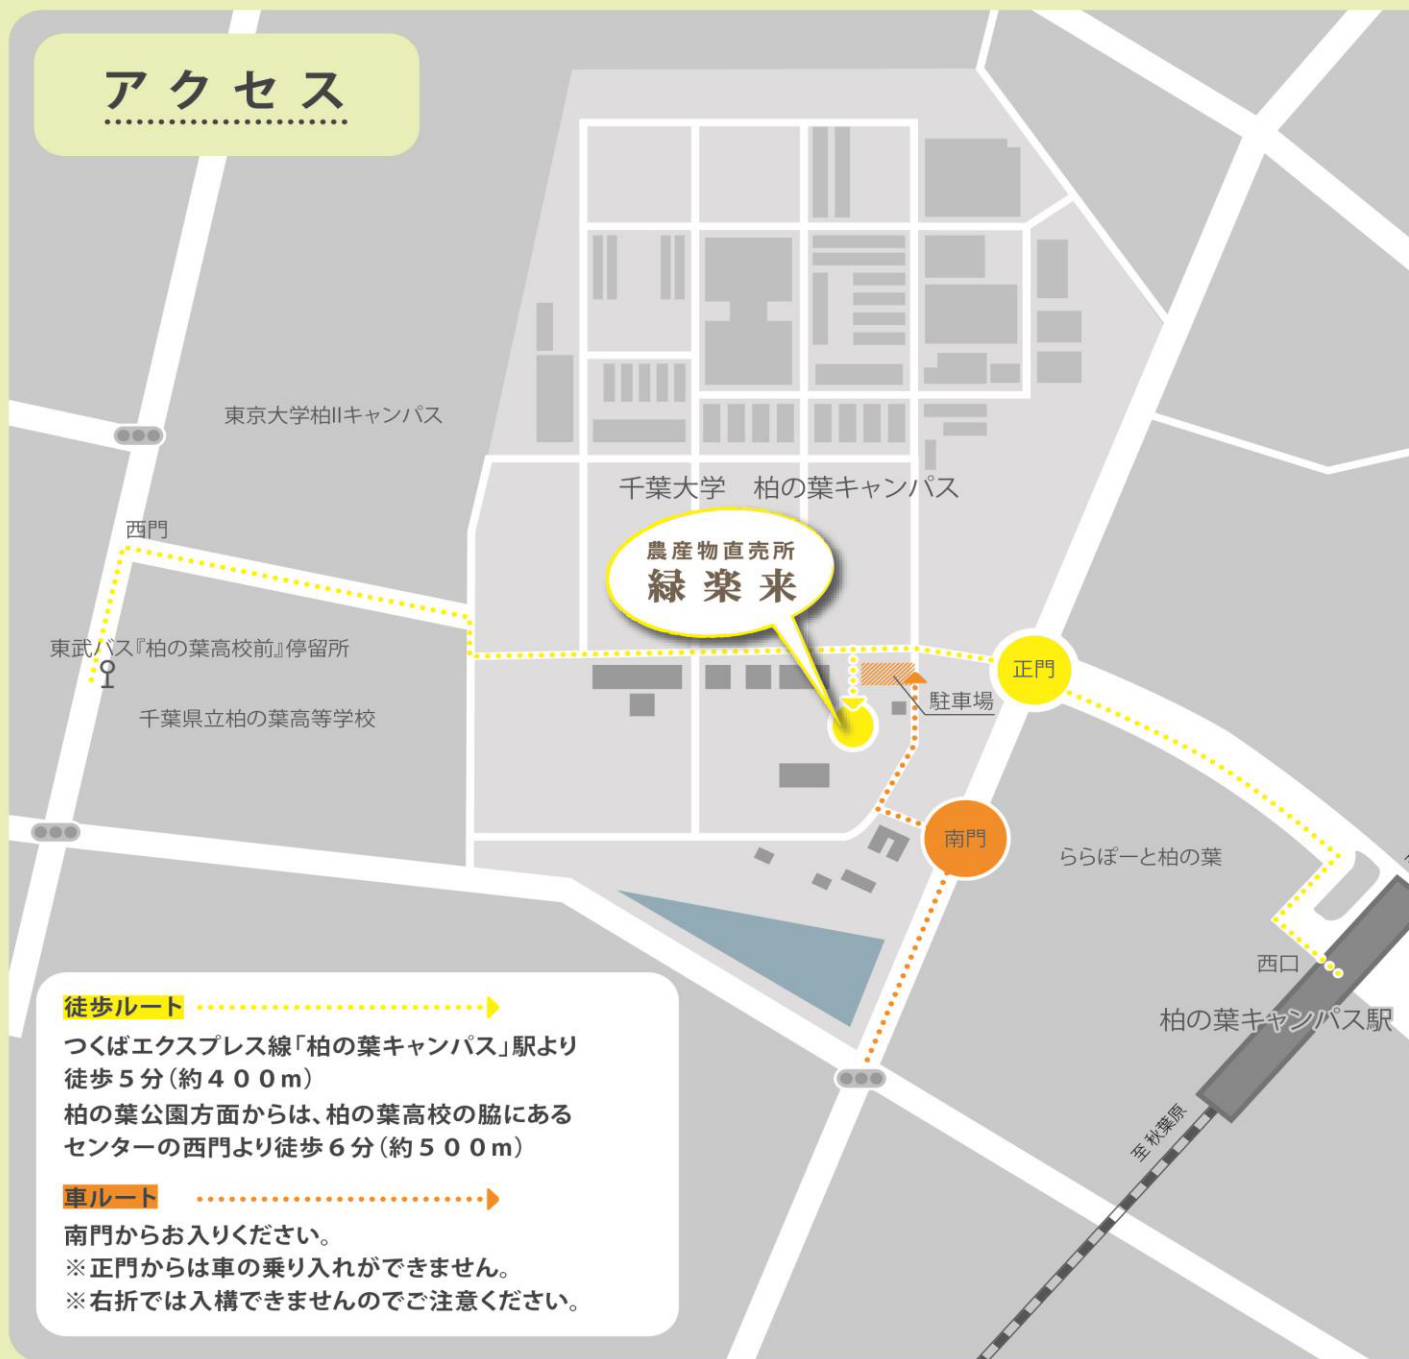 アクセス
東京大学柏IIキャンパス
千葉大学　柏の葉キャンパス
西門
農産物直売所
緑楽来
東武バス『柏の葉高校前』停留所
正門
駐車場
千葉県立柏の葉高等学校
南門
ららぽーと柏の葉
西口
柏の葉キャンパス駅
至 秋葉原
徒歩ルート
つくばエクスプレス線「柏の葉キャンパス」駅より
徒歩５分（約４００m）
柏の葉公園方面からは、柏の葉高校の脇にある
センターの西門より徒歩６分（約５００m）
車ルート
南門からお入りください。
※正門からは車の乗り入れができません。
※右折では入構できませんのでご注意ください。